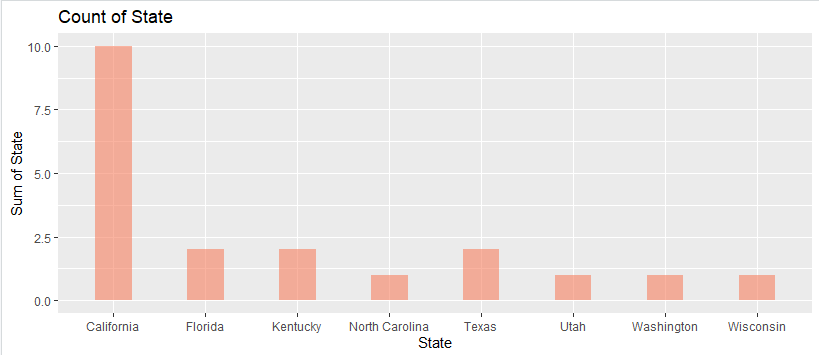 Count of State
10.0
7.5
5.0
2.5
0.0
Sum of State
California Florida Kentucky North Carolina Texas Utah Washington Wisconsin
State